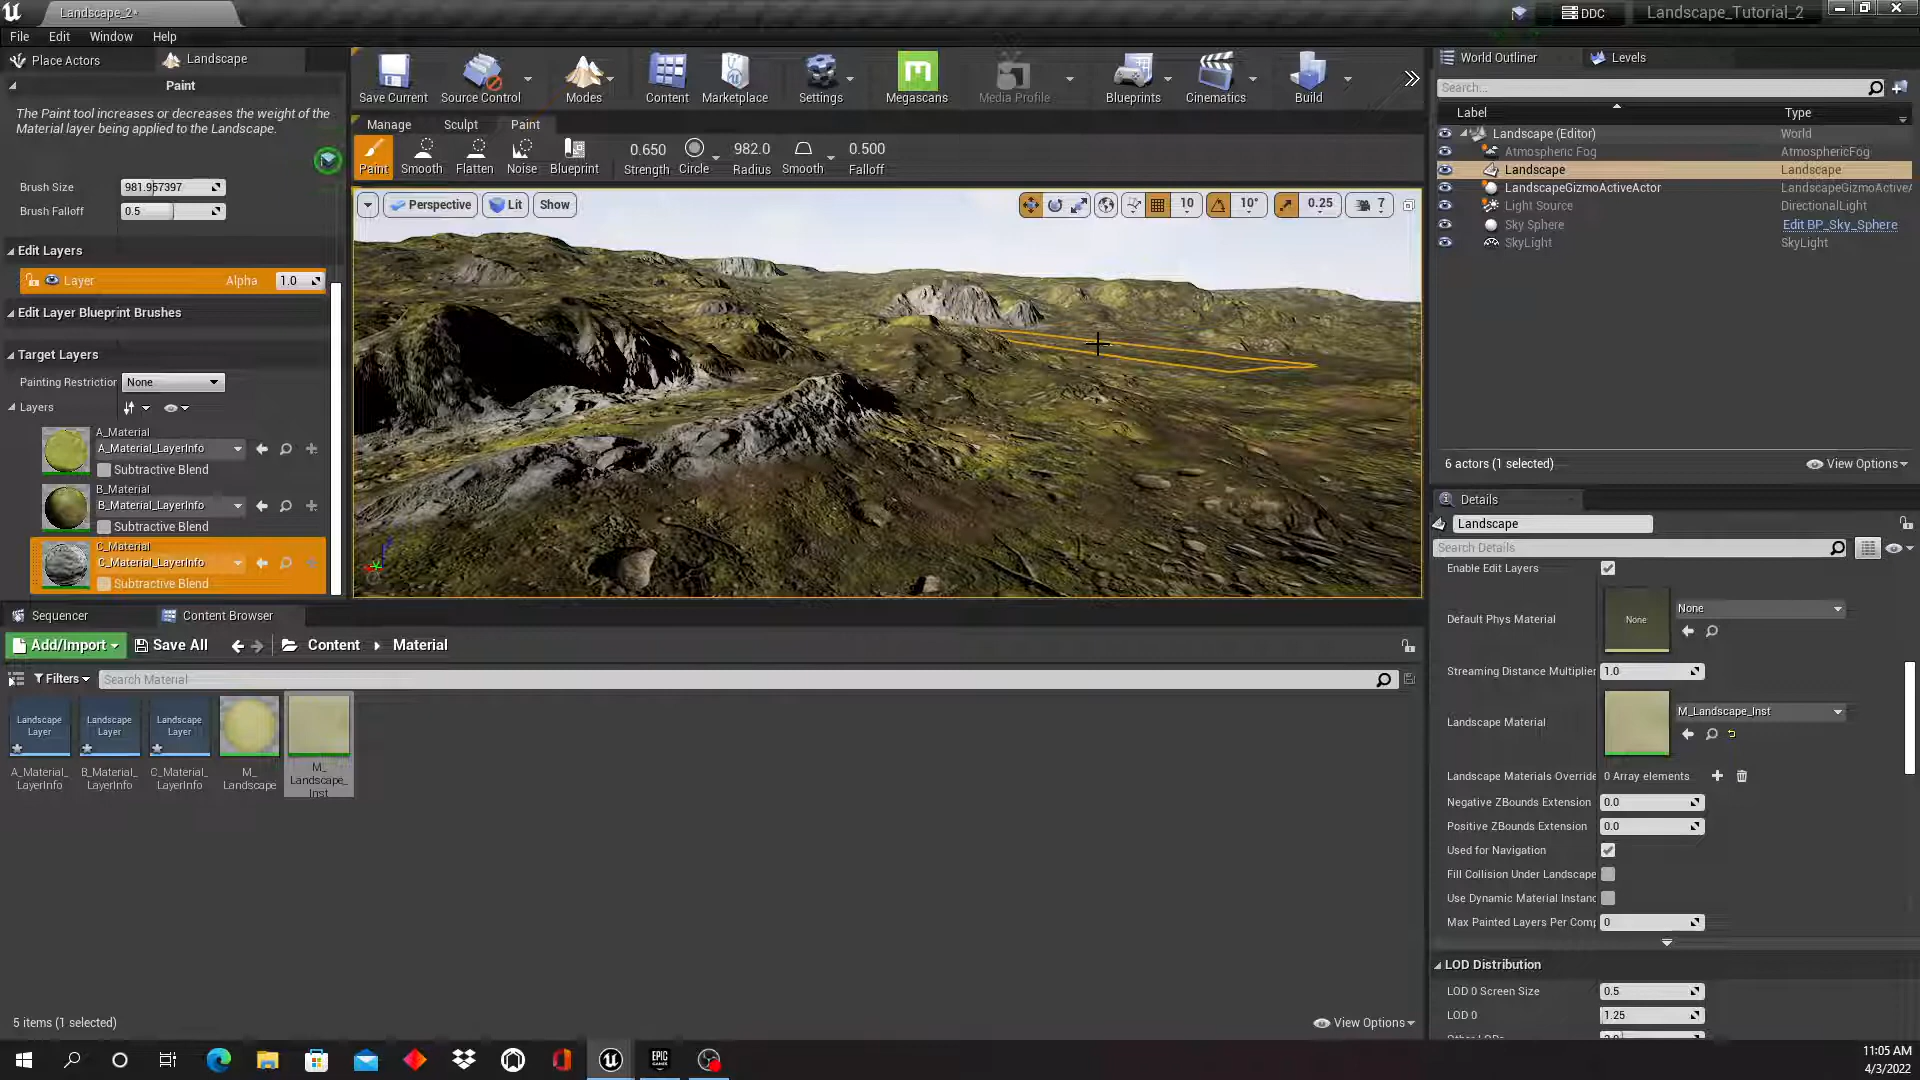 Landscape_2*
DDC
Landscape_Tutorial_2
File
Edit
Window
Help
Place Actors
Landscape
Paint
The Paint tool increases or decreases the weight of the
Material layer being applied to the Landscape.
Brush Size
981.957397
Brush Falloff
0.5
Edit Layers
Layer
Alpha
1.0
Edit Layer Blueprint Brushes
Target Layers
Painting Restriction
None
Layers
A_Material
A_Material_LayerInfo
Subtractive Blend
B_Material
B_Material_LayerInfo
Subtractive Blend
C_Material
C_Material_LayerInfo
Subtractive Blend
Save Current
Source Control
Modes
Content
Marketplace
Settings
Megascans
Media Profile
Blueprints
Cinematics
Build
Manage
Sculpt
Paint
Paint
Smooth
Flatten
Noise
Blueprint
0.650
Strength
Circle
982.0
Radius
Smooth
0.500
Falloff
Perspective
Lit
Show
10
10°
0.25
7
World Outliner
Levels
Search...
Label
Type
Landscape (Editor)
World
Atmospheric Fog
AtmosphericFog
Landscape
Landscape
LandscapeGizmoActiveActor
LandscapeGizmoActiveA
Light Source
DirectionalLight
Sky Sphere
Edit BP_Sky_Sphere
SkyLight
SkyLight
6 actors (1 selected)
View Options
Details
Landscape
Search Details
Enable Edit Layers
Default Phys Material
None
None
Streaming Distance Multiplier
1.0
Landscape Material
M_Landscape_Inst
Landscape Materials Override
0 Array elements
Negative ZBounds Extension
0.0
Positive ZBounds Extension
0.0
Used for Navigation
Fill Collision Under Landscape
Use Dynamic Material Instanc
Max Painted Layers Per Comp
0
LOD Distribution
LOD 0 Screen Size
0.5
LOD 0
1.25
Sequencer
Content Browser
Add/Import
Save All
Content
Material
Filters
Search Material
Landscape
Layer
A_Material_
LayerInfo
Landscape
Layer
B_Material_
LayerInfo
Landscape
Layer
C_Material_
LayerInfo
M_
Landscape
M_
Landscape_
Inst
5 items (1 selected)
View Options
EPIC
GAMES
11:05 AM
4/3/2022